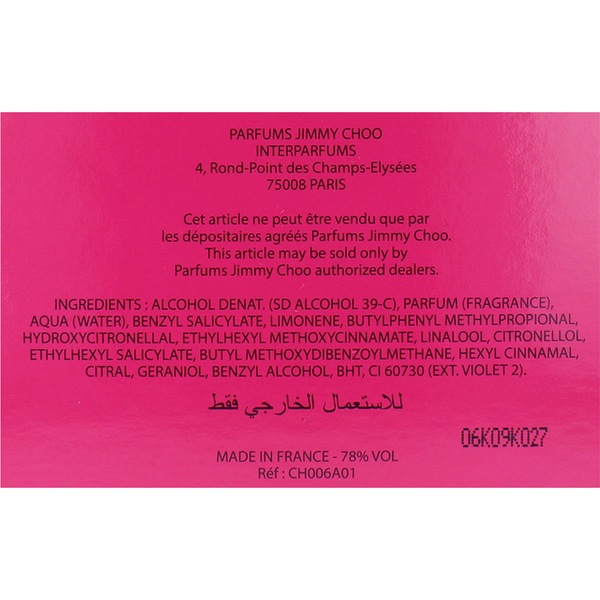 PARFUMS JIMMY CHOO
INTERPARFUMS
4, Rond-Point des Champs-Elysées
75008 PARIS
Cet article ne peut être vendu que par
les dépositaires agréés Parfums Jimmy Choo.
This article may be sold only by
Parfums Jimmy Choo authorized dealers.
INGREDIENTS : ALCOHOL DENAT. (SD ALCOHOL 39-C), PARFUM (FRAGRANCE),
AQUA (WATER), BENZYL SALICYLATE, LIMONENE, BUTYLPHENYL METHYLPROPIONAL,
HYDROXYCITRONELLAL, ETHYLHEXYL METHOXYCINNAMATE, LINALOOL, CITRONELLOL,
ETHYLHEXYL SALICYLATE, BUTYL METHOXYDIBENZOYLMETHANE, HEXYL CINNAMAL,
CITRAL, GERANIOL, BENZYL ALCOHOL, BHT, CI 60730 (EXT. VIOLET 2).
للاستعمال الخارجي فقط
06K09K027
MADE IN FRANCE - 78% VOL
Réf : CH006A01